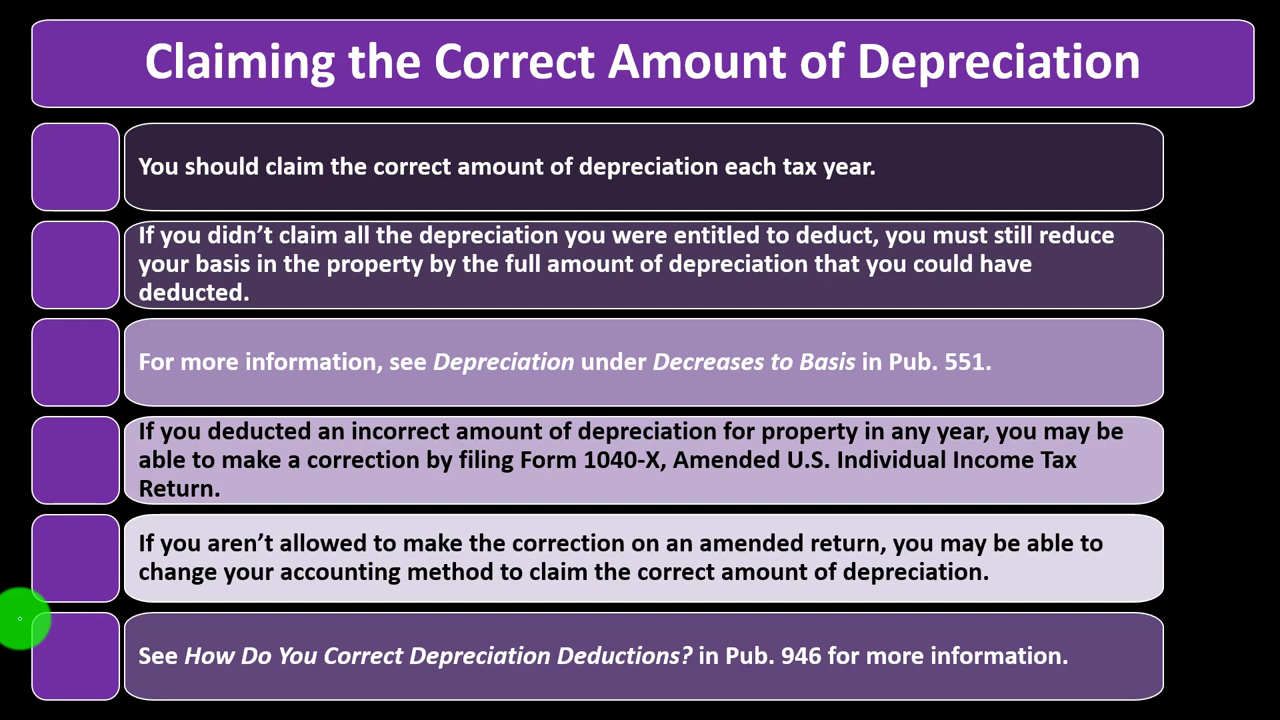 Claiming the Correct Amount of Depreciation
You should claim the correct amount of depreciation each tax year.
If you didn’t claim all the depreciation you were entitled to deduct, you must still reduce
your basis in the property by the full amount of depreciation that you could have
deducted.
For more information, see Depreciation under Decreases to Basis in Pub. 551.
If you deducted an incorrect amount of depreciation for property in any year, you may be
able to make a correction by filing Form 1040-X, Amended U.S. Individual Income Tax
Return.
If you aren’t allowed to make the correction on an amended return, you may be able to
change your accounting method to claim the correct amount of depreciation.
See How Do You Correct Depreciation Deductions? in Pub. 946 for more information.